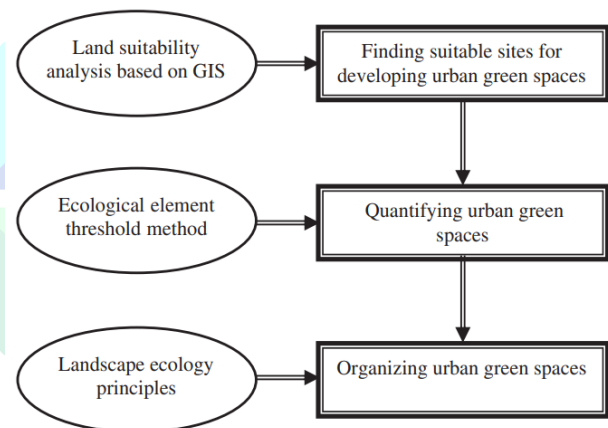 Land suitability
analysis based on GIS
Finding suitable sites for
developing urban green spaces
Ecological element
threshold method
Quantifying urban green
spaces
Landscape ecology
principles
Organizing urban green spaces